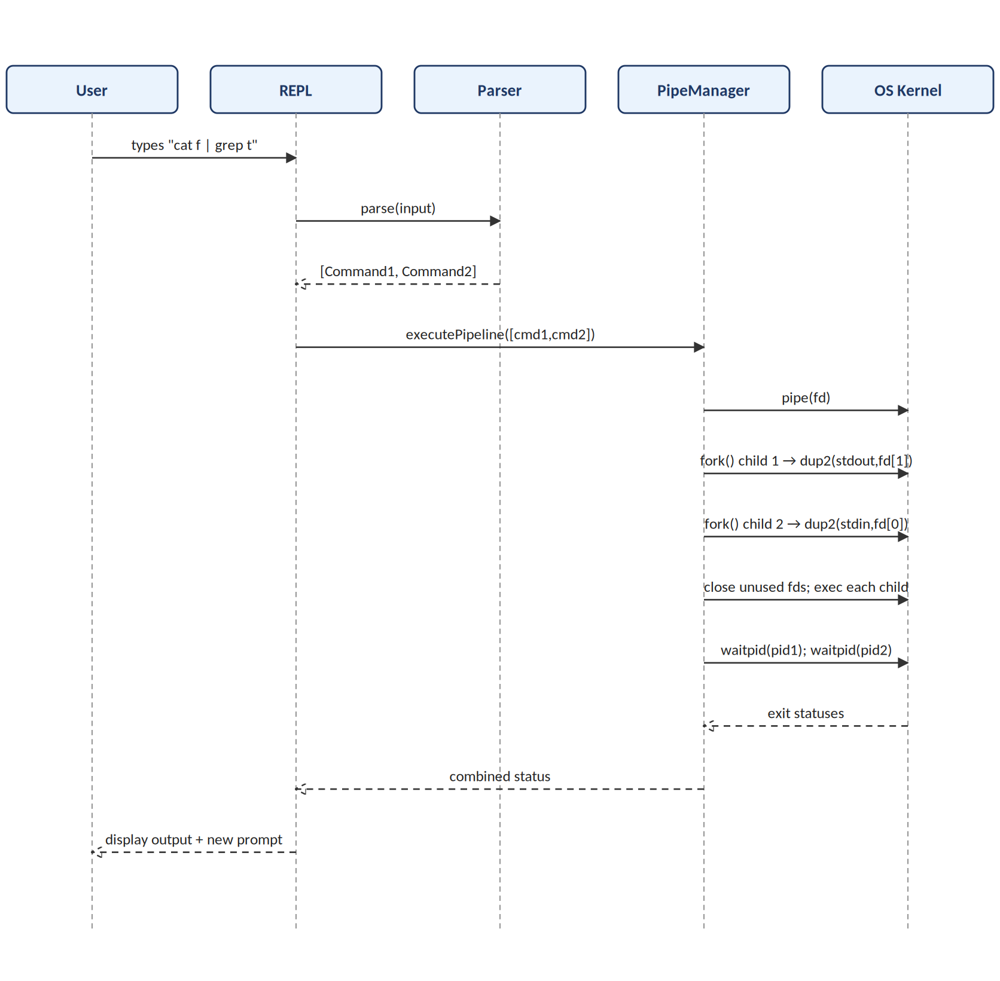 User
REPL
Parser
PipeManager
OS Kernel
types "cat f | grep t"
parse(input)
[Command1, Command2]
executePipeline([cmd1,cmd2])
pipe(fd)
fork() child 1 → dup2(stdout,fd[1])
fork() child 2 → dup2(stdin,fd[0])
close unused fds; exec each child
waitpid(pid1); waitpid(pid2)
exit statuses
combined status
display output + new prompt